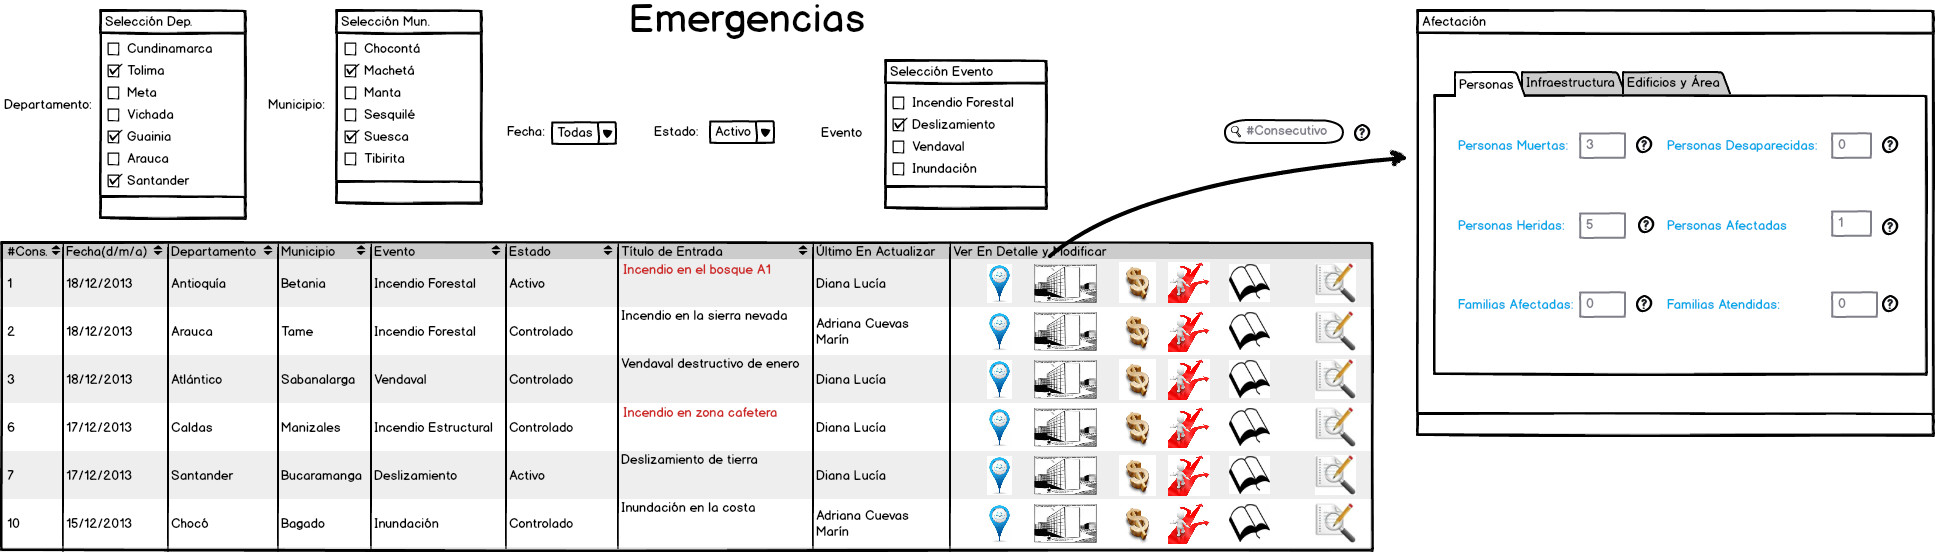 Emergencias
Departamento:
Selección Dep.
Cundinamarca
Tolima
Meta
Vichada
Guainia
Arauca
Santander
Municipio:
Selección Mun.
Chocontá
Machetá
Manta
Sesquilé
Suesca
Tibirita
Fecha: Todas
Estado: Activo
Evento
Selección Evento
Incendio Forestal
Deslizamiento
Vendaval
Inundación
#Consecutivo ?
#Cons. Fecha(d/m/a) Departamento Municipio Evento Estado Título de Entrada Último En Actualizar Ver En Detalle y Modificar
1 18/12/2013 Antioquía Betania Incendio Forestal Activo Incendio en el bosque A1 Diana Lucía
2 18/12/2013 Arauca Tame Incendio Forestal Controlado Incendio en la sierra nevada Adriana Cuevas
Marín
3 18/12/2013 Atlántico Sabanalarga Vendaval Controlado Vendaval destructivo de enero Diana Lucía
6 17/12/2013 Caldas Manizales Incendio Estructural Controlado Incendio en zona cafetera Diana Lucía
7 17/12/2013 Santander Bucaramanga Deslizamiento Activo Deslizamiento de tierra Diana Lucía
10 15/12/2013 Chocó Bagado Inundación Controlado Inundación en la costa Adriana Cuevas
Marín
Afectación
Personas Infraestructura Edificios y Área
Personas Muertas: 3 ? Personas Desaparecidas: 0 ?
Personas Heridas: 5 ? Personas Afectadas 1 ?
Familias Afectadas: 0 ? Familias Atendidas: 0 ?